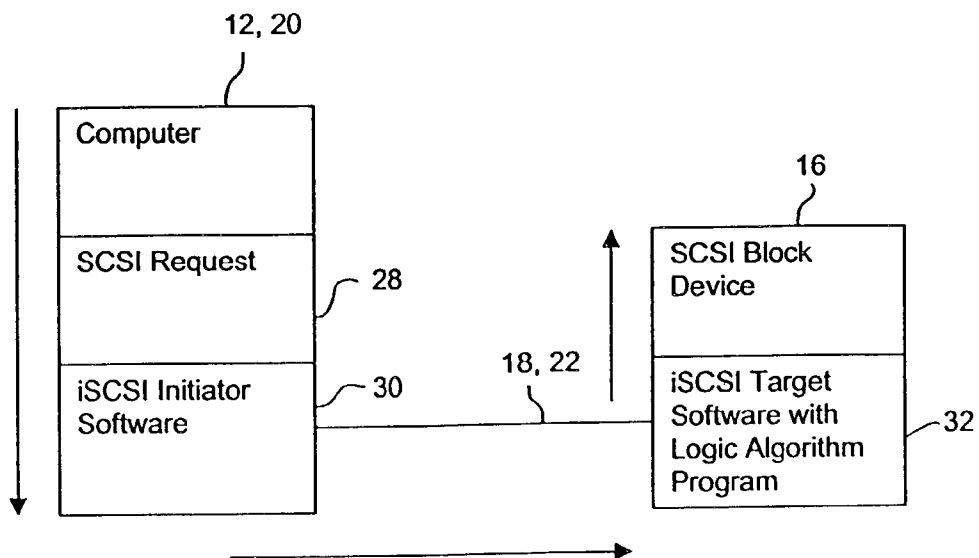 12, 20
Computer
SCSI Request
28
iSCSI Initiator
Software
30
18, 22
16
SCSI Block
Device
iSCSI Target
Software with
Logic Algorithm
Program
32